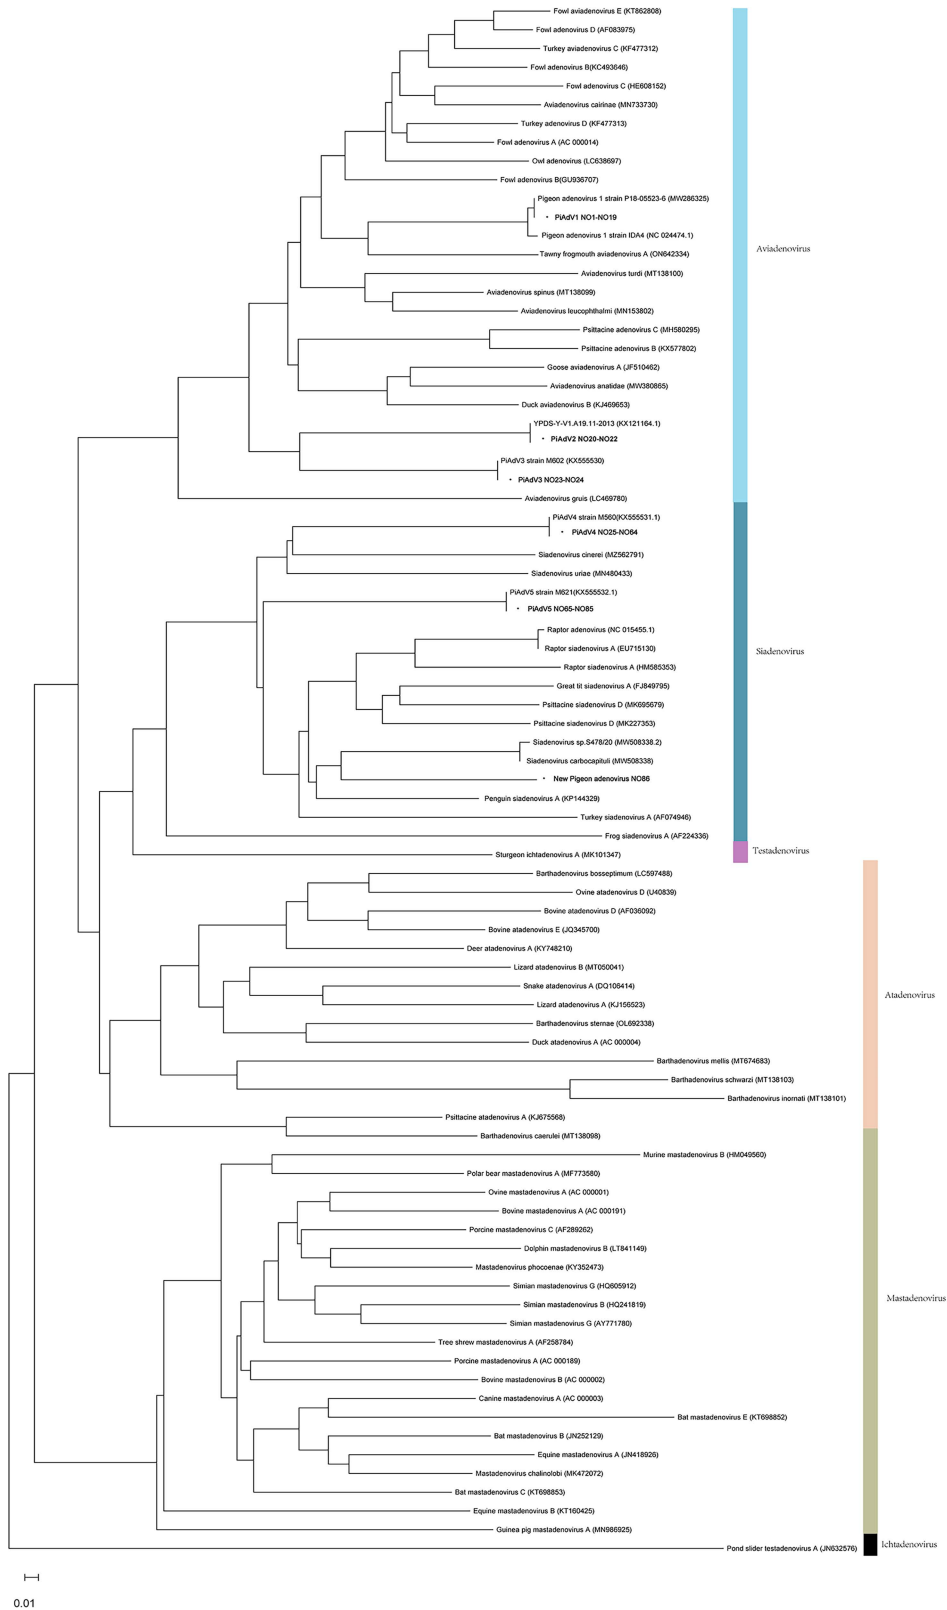 Fowl aviadenovirus E (KT862808)
Fowl adenovirus D (AF083975)
Turkey aviadenovirus C (KF477312)
Fowl adenovirus B(KC493646)
Fowl adenovirus C (HE608152)
Aviadenovirus cairinae (MN733730)
Turkey adenovirus D (KF477313)
Fowl adenovirus A (AC 000014)
Owl adenovirus (LC638697)
Fowl adenovirus B(GU936707)
Pigeon adenovirus 1 strain P18-05523-6 (MW286325)
PiAdV1 NO1-NO19
Pigeon adenovirus 1 strain IDA4 (NC 024474.1)
Aviadenovirus
Tawny frogmouth aviadenovirus A (ON642334)
Aviadenovirus turdi (MT138100)
Aviadenovirus spinus (MT138099)
Aviadenovirus leucophthalmi (MN153802)
Psittacine adenovirus C (MH580295)
Psittacine adenovirus B (KX577802)
Goose aviadenovirus A (JF510462)
Aviadenovirus anatidae (MW380865)
Duck aviadenovirus B (KJ469653)
YPDS-Y-V1.A19.11-2013 (KX121164.1)
PiAdV2 NO20-NO22
PiAdV3 strain M602 (KX555530)
PiAdV3 NO23-NO24
Aviadenovirus gruis (LC469780)
PiAdV4 strain M560(KX555531.1)
PiAdV4 NO25-NO64
Siadenovirus cinerei (MZ562791)
Siadenovirus uriae (MN480433)
PiAdV5 strain M621(KX555532.1)
PiAdV5 NO65-NO85
Raptor adenovirus (NC 015455.1)
Raptor siadenovirus A (EU715130)
Siadenovirus
Raptor siadenovirus A (HM585353)
Great tit siadenovirus A (FJ849795)
Psittacine siadenovirus D (MK695679)
Psittacine siadenovirus D (MK227353)
Siadenovirus sp.S478/20 (MW508338.2)
Siadenovirus carbocapituli (MW508338)
New Pigeon adenovirus NO86
Penguin siadenovirus A (KP144329)
Turkey siadenovirus A (AF074946)
Frog siadenovirus A (AF224336)
Testadenovirus
Sturgeon ichtadenovirus A (MK101347)
Barthadenovirus bosseptimum (LC597488)
Ovine atadenovirus D (U40839)
Bovine atadenovirus D (AF036092)
Bovine atadenovirus E (JQ345700)
Deer atadenovirus A (KY748210)
Lizard atadenovirus B (MT050041)
Snake atadenovirus A (DQ106414)
Atadenovirus
Lizard atadenovirus A (KJ156523)
Barthadenovirus sternae (OL692338)
Duck atadenovirus A (AC 000004)
Barthadenovirus mellis (MT674683)
Barthadenovirus schwarzi (MT138103)
Barthadenovirus inornati (MT138101)
Psittacine atadenovirus A (KJ675568)
Barthadenovirus caerulei (MT138098)
Murine mastadenovirus B (HM049560)
Polar bear mastadenovirus A (MF773580)
Ovine mastadenovirus A (AC 000001)
Bovine mastadenovirus A (AC 000191)
Porcine mastadenovirus C (AF289262)
Dolphin mastadenovirus B (LT841149)
Mastadenovirus phocoenae (KY352473)
Simian mastadenovirus G (HQ605912)
Mastadenovirus
Simian mastadenovirus B (HQ241819)
Simian mastadenovirus G (AY771780)
Tree shrew mastadenovirus A (AF258784)
Porcine mastadenovirus A (AC 000189)
Bovine mastadenovirus B (AC 000002)
Canine mastadenovirus A (AC 000003)
Bat mastadenovirus E (KT698852)
Bat mastadenovirus B (JN252129)
Equine mastadenovirus A (JN418926)
Mastadenovirus chalinolobi (MK472072)
Bat mastadenovirus C (KT698853)
Equine mastadenovirus B (KT160425)
Guinea pig mastadenovirus A (MN986925)
Ichtadenovirus
Pond slider testadenovirus A (JN632576)
0.01